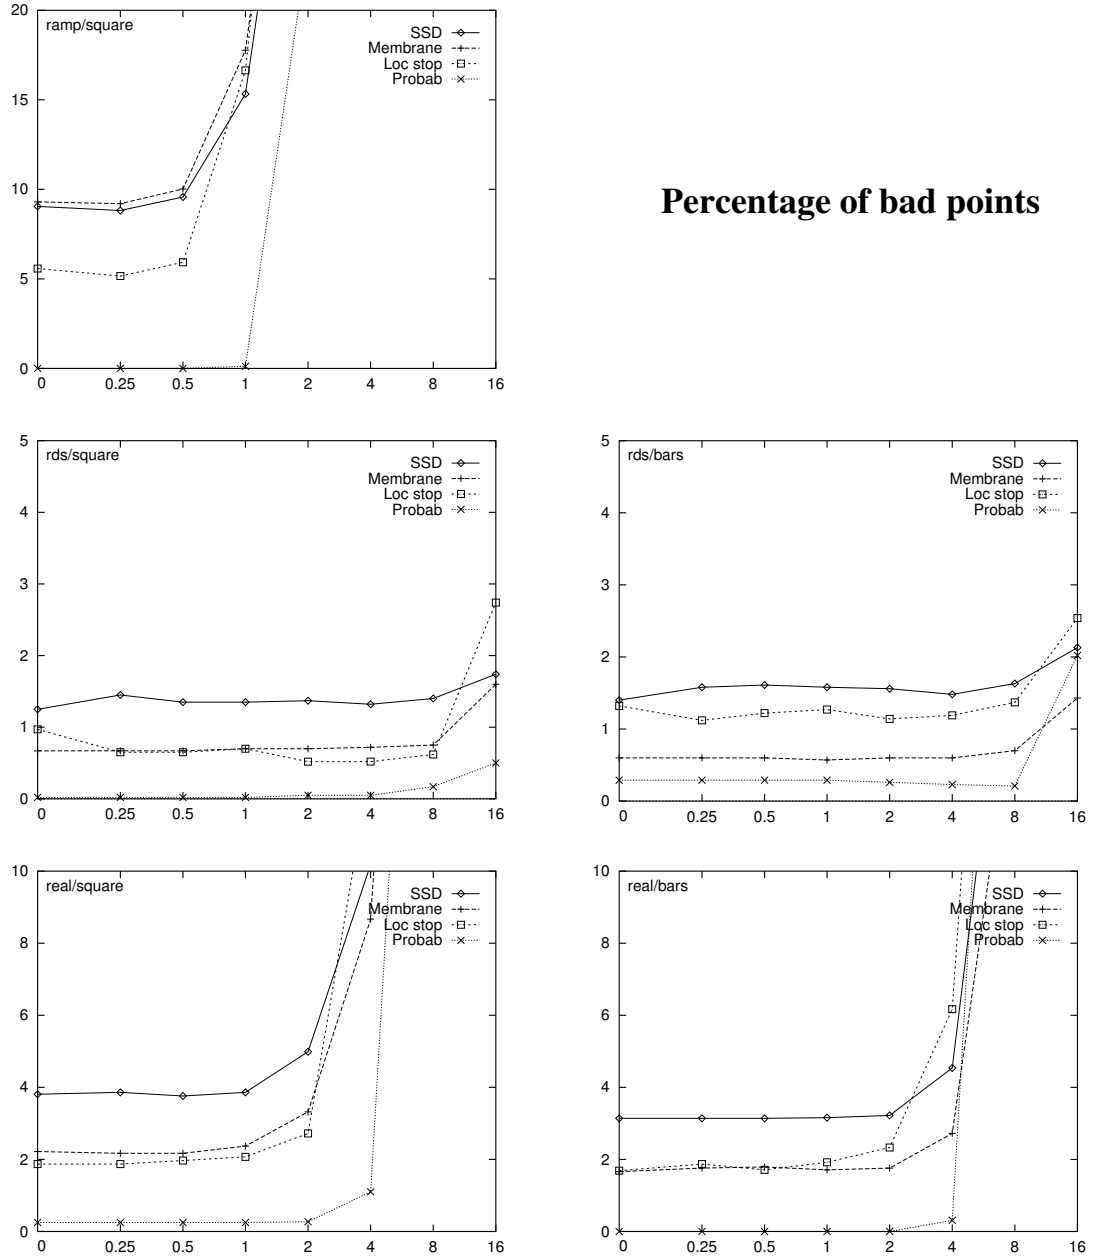 20
ramp/square
SSD
Membrane
Loc stop
Probab
15
10
5
0
0 0.25 0.5 1 2 4 8 16
Percentage of bad points
5
rds/square
SSD
Membrane
Loc stop
Probab
4
3
2
1
0
0 0.25 0.5 1 2 4 8 16
5
rds/bars
SSD
Membrane
Loc stop
Probab
4
3
2
1
0
0 0.25 0.5 1 2 4 8 16
10
real/square
SSD
Membrane
Loc stop
Probab
8
6
4
2
0
0 0.25 0.5 1 2 4 8 16
10
real/bars
SSD
Membrane
Loc stop
Probab
8
6
4
2
0
0 0.25 0.5 1 2 4 8 16